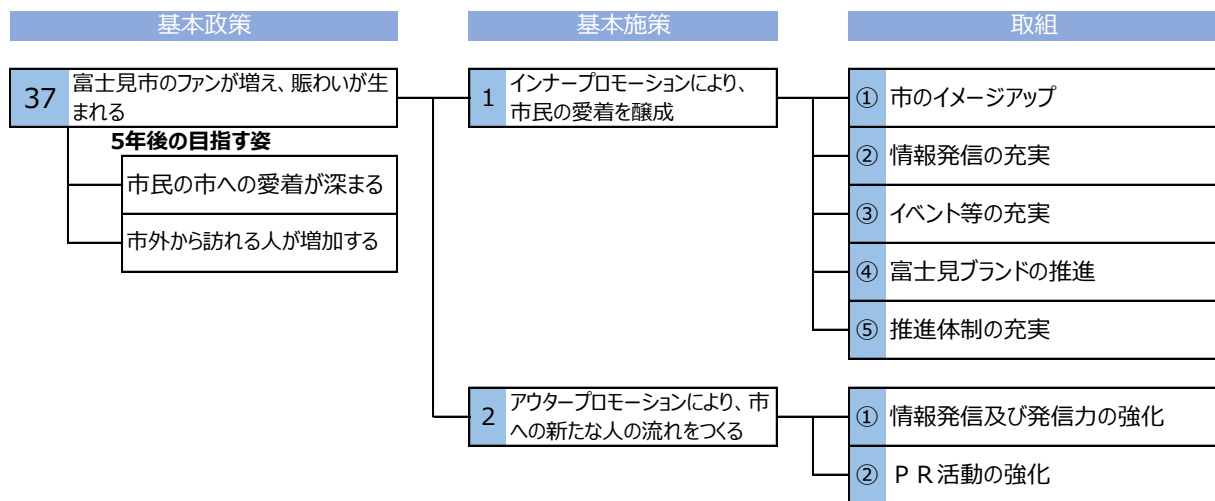 基本政策
基本施策
取組
37
富士見市のファンが増え、賑わいが生
まれる
5年後の目指す姿
市民の市への愛着が深まる
市外から訪れる人が増加する
1
インナープロモーションにより、
市民の愛着を醸成
① 市のイメージアップ
② 情報発信の充実
③ イベント等の充実
④ 富士見ブランドの推進
⑤ 推進体制の充実
2
アウタープロモーションにより、市
への新たな人の流れをつくる
① 情報発信及び発信力の強化
② ＰＲ活動の強化